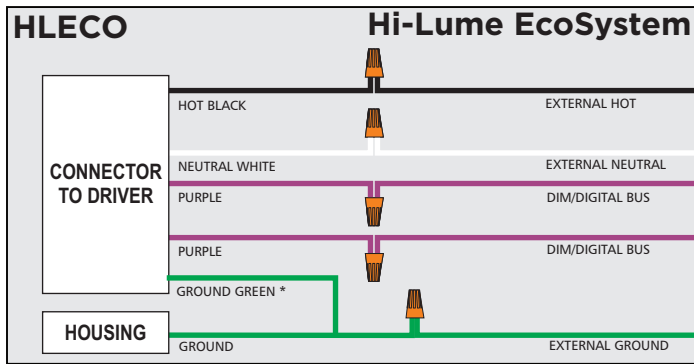 HLECO
Hi-Lume EcoSystem
HOT BLACK
EXTERNAL HOT
CONNECTOR
TO DRIVER
NEUTRAL WHITE
EXTERNAL NEUTRAL
PURPLE
DIM/DIGITAL BUS
PURPLE
DIM/DIGITAL BUS
GROUND GREEN *
HOUSING
GROUND
EXTERNAL GROUND